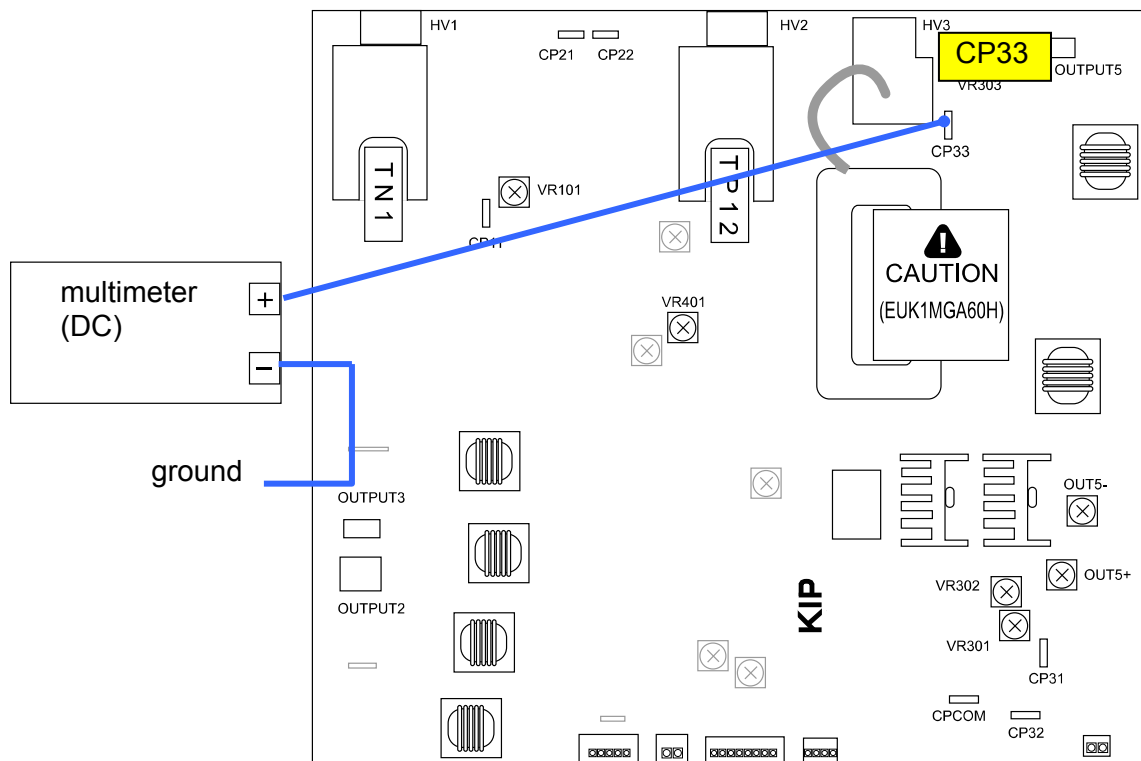 HV1
HV2
HV3
CP21
CP22
CP33
OUTPUT5
VR303
CP33
TN1
TP12
VR101
CP11
multimeter
(DC)
+
−
CAUTION
(EUK1MGA60H)
VR401
ground
OUTPUT3
OUTPUT2
OUT5-
OUT5+
VR302
VR301
KIP
CP31
CPCOM
CP32